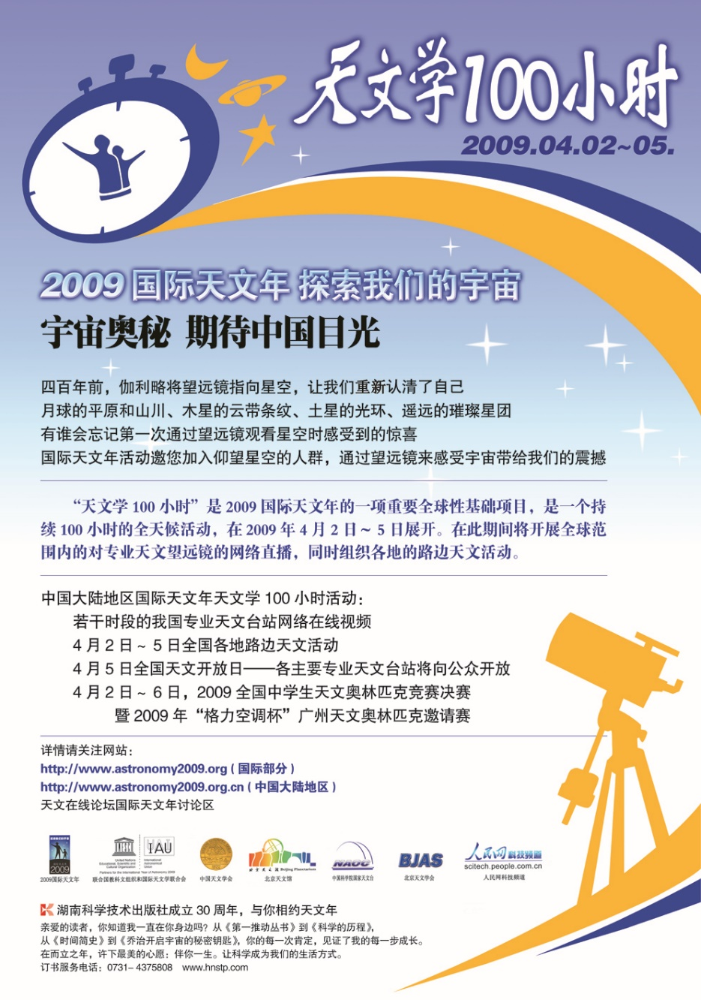 天文学100小时
2009.04.02~05.
2009 国际天文年 探索我们的宇宙
宇宙奥秘 期待中国目光
四百年前，伽利略将望远镜指向星空，让我们重新认清了自己
月球的平原和山川、木星的云带条纹、土星的光环、遥远的璀璨星团
有谁会忘记第一次通过望远镜观看星空时感受到的惊喜
国际天文年活动邀您加入仰望星空的人群，通过望远镜来感受宇宙带给我们的震撼
“天文学 100 小时”是 2009 国际天文年的一项重要全球性基础项目，是一个持
续 100 小时的全天候活动，在 2009 年 4 月 2 日~ 5 日展开。在此期间将开展全球范
围内的对专业天文望远镜的网络直播，同时组织各地的路边天文活动。
中国大陆地区国际天文年天文学 100 小时活动：
若干时段的我国专业天文台站网络在线视频
4 月 2 日~ 5 日全国各地路边天文活动
4 月 5 日全国天文开放日——各主要专业天文台站将向公众开放
4 月 2 日~ 6 日，2009 全国中学生天文奥林匹克竞赛决赛
暨 2009 年“格力空调杯”广州天文奥林匹克邀请赛
详情请关注网站：
http://www.astronomy2009.org ( 国际部分 )
http://www.astronomy2009.org.cn ( 中国大陆地区 )
天文在线论坛国际天文年讨论区
2009
2009国际天文年
UNESCO
United Nations
Educational, Scientific and
Cultural Organization
IAU
International
Astronomical
Union
Partners for the International Year of Astronomy 2009
联合国教科文组织和国际天文学联合会
中国天文学会
北京天文馆 Beijing Planetarium
北京天文馆
NAOC
中国科学院国家天文台
BJAS
北京天文学会
人民网 科技频道
scitech.people.com.cn
人民网科技频道
湖南科学技术出版社成立 30 周年，与你相约天文年
亲爱的读者，你知道我一直在你身边吗？从《第一推动丛书》到《科学的历程》，
从《时间简史》到《乔治开启宇宙的秘密钥匙》，你的每一次肯定，见证了我的每一步成长。
在而立之年，许下最美的心愿：伴你一生。让科学成为我们的生活方式。
订书服务电话：0731- 4375808 www.hnstp.com